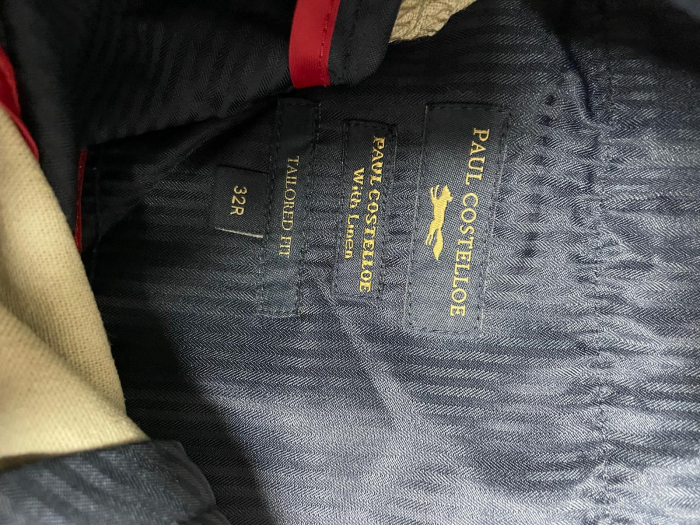 PAUL COSTELLOE
PAUL COSTELLOE
With Linen
TAILORED FIT
32R